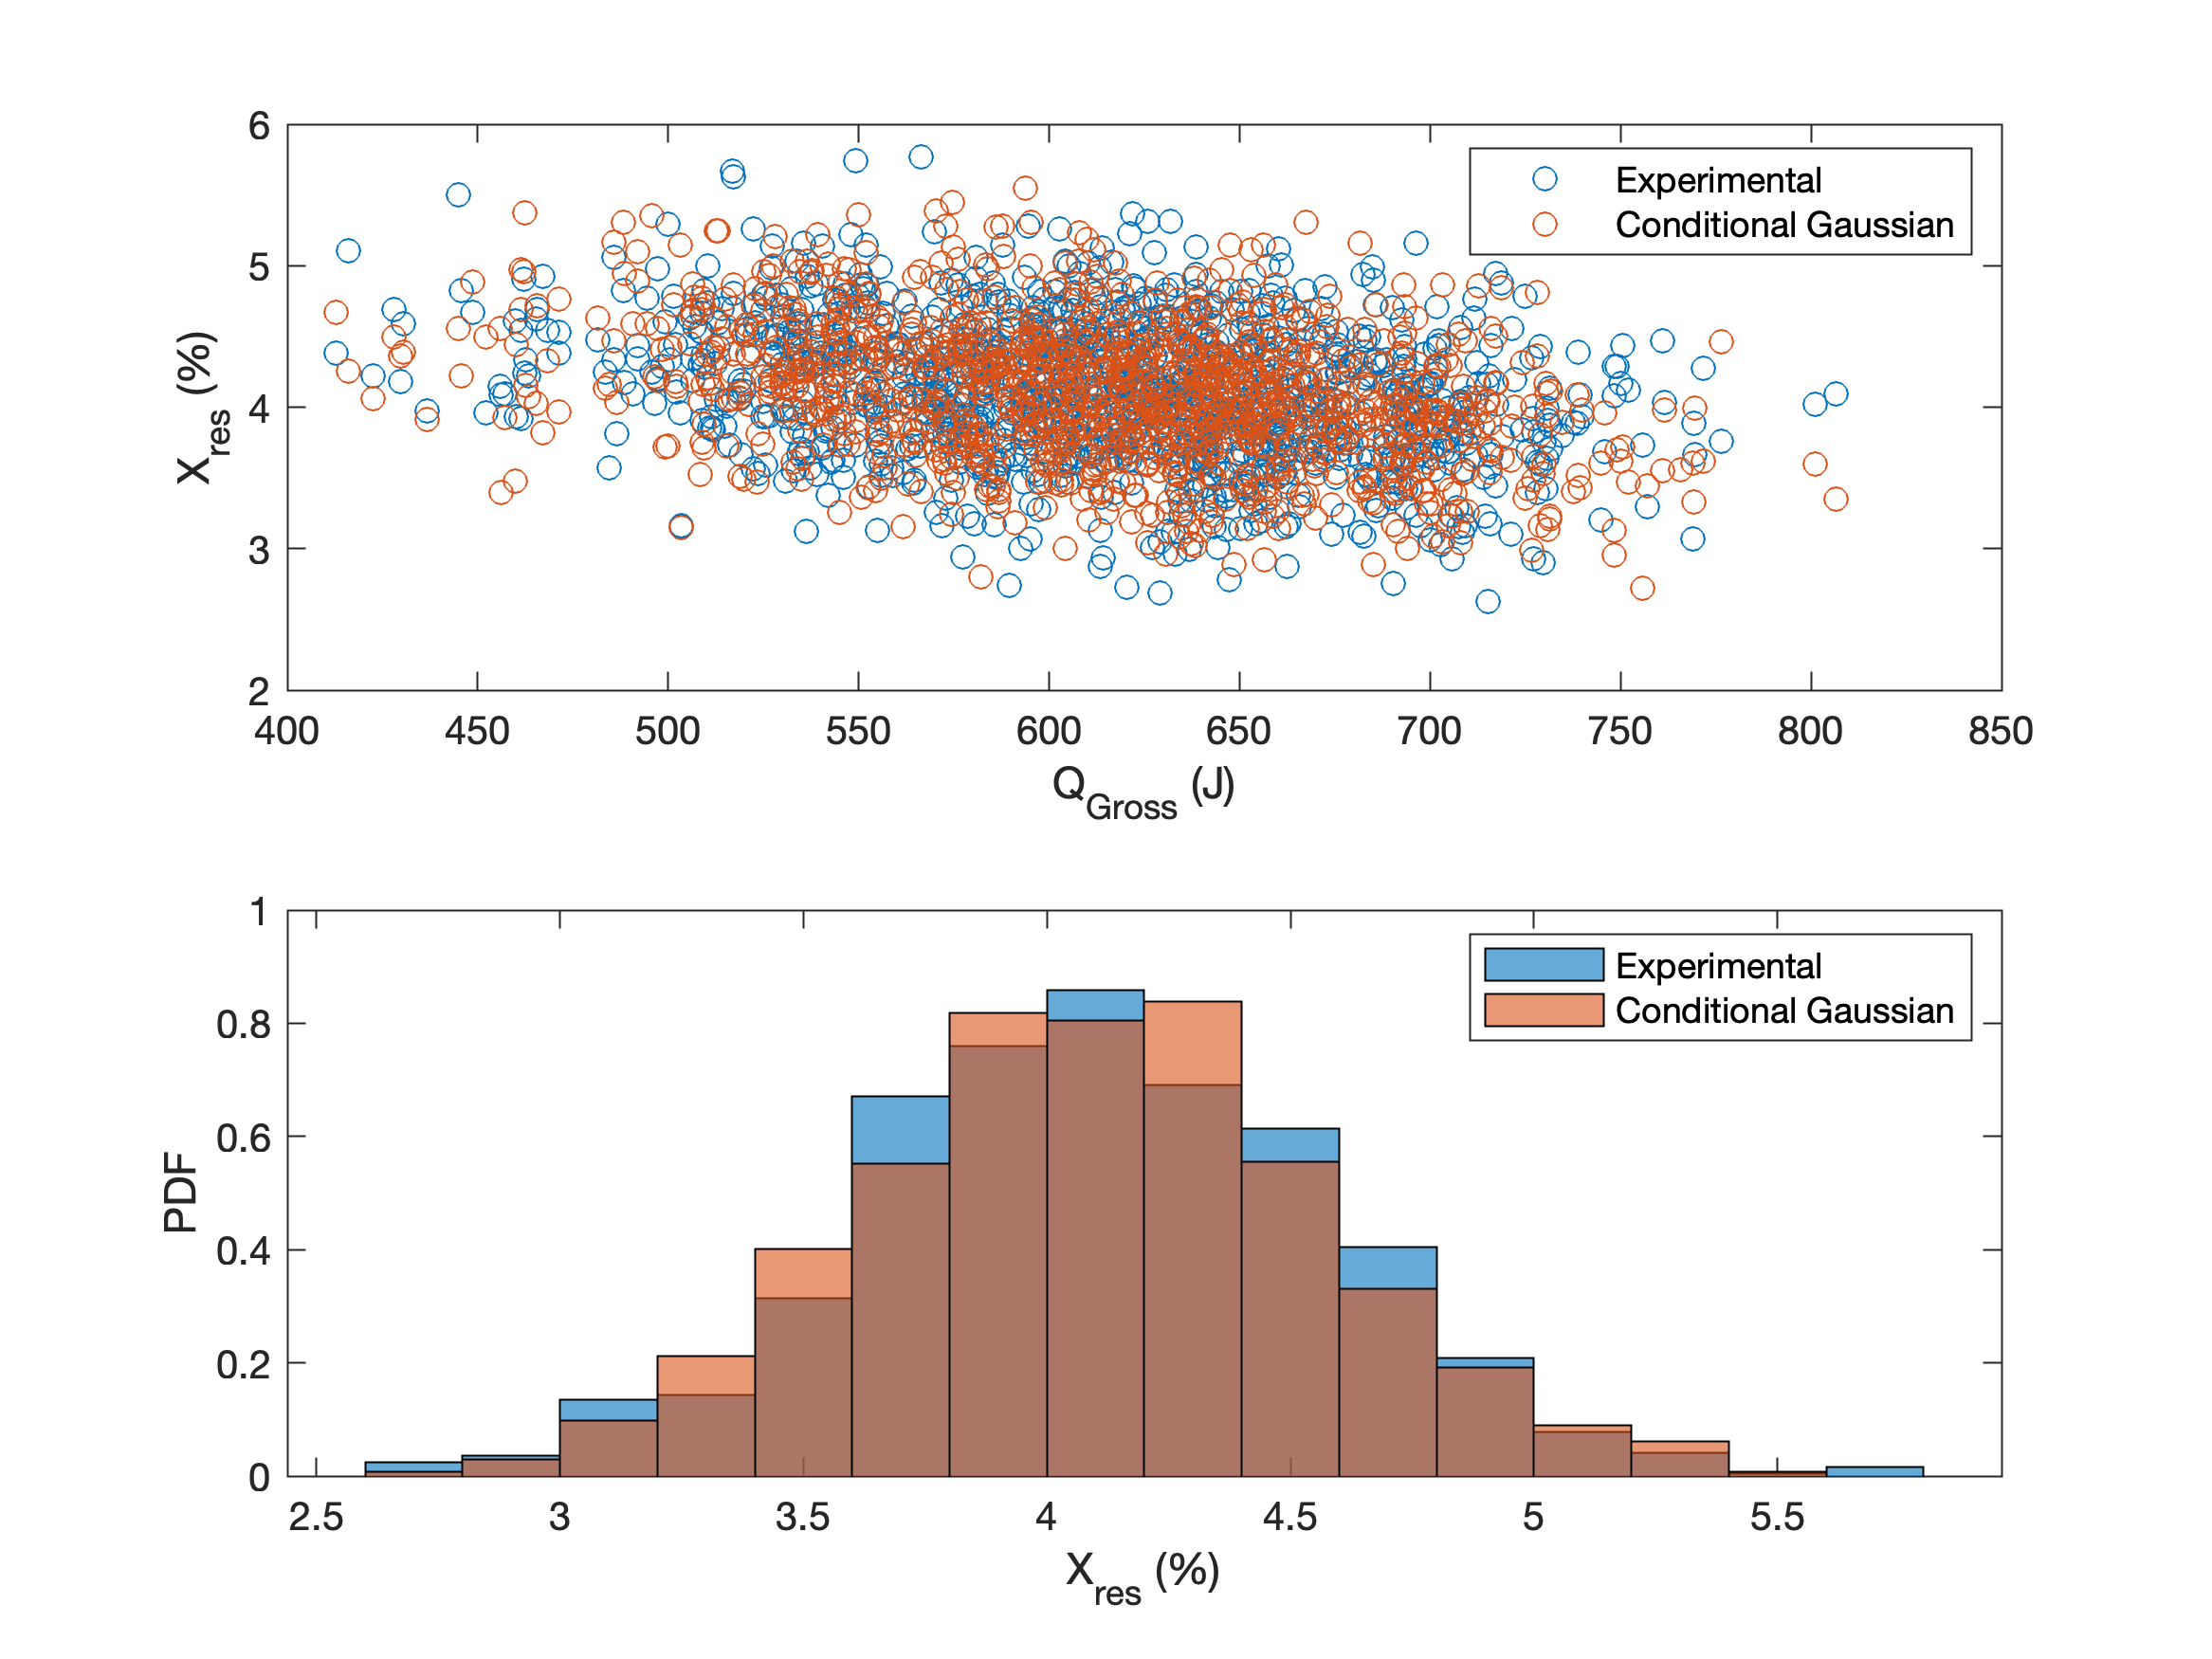 6
5
4
3
2
X_res (%)
Experimental
Conditional Gaussian
400 450 500 550 600 650 700 750 800 850
Q_Gross (J)
1
0.8
0.6
0.4
0.2
0
PDF
Experimental
Conditional Gaussian
2.5 3 3.5 4 4.5 5 5.5
X_res (%)